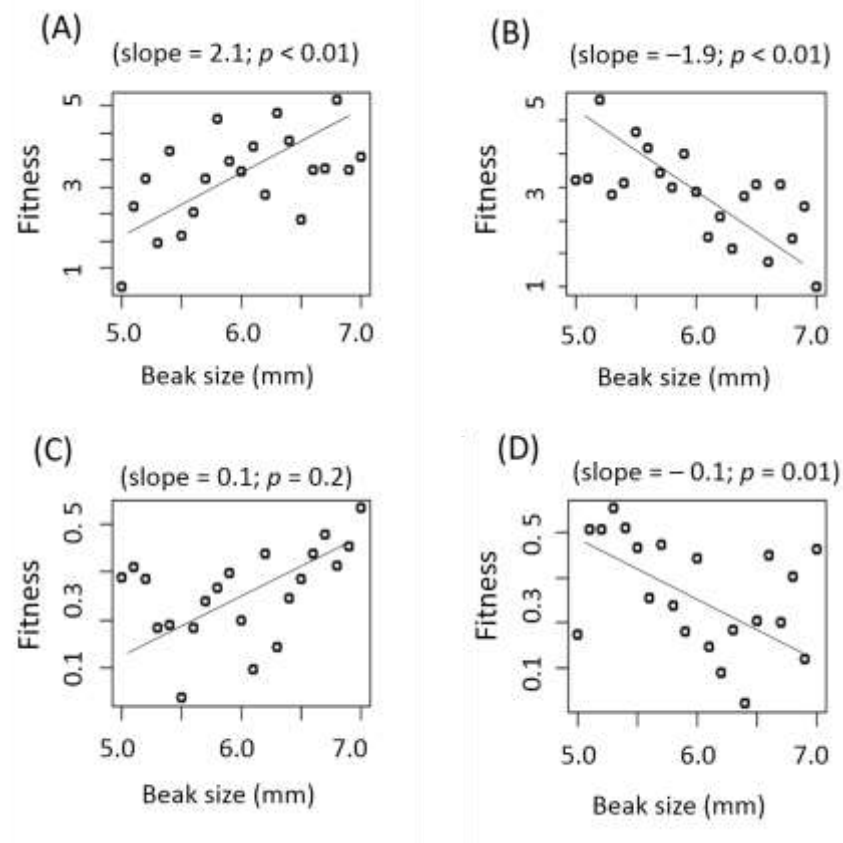 (A)
(slope = 2.1; p < 0.01)
5
3
1
Fitness
5.0 6.0 7.0
Beak size (mm)
(B)
(slope = –1.9; p < 0.01)
5
3
1
Fitness
5.0 6.0 7.0
Beak size (mm)
(C)
(slope = 0.1; p = 0.2)
0.5
0.3
0.1
Fitness
5.0 6.0 7.0
Beak size (mm)
(D)
(slope = – 0.1; p = 0.01)
0.5
0.3
0.1
Fitness
5.0 6.0 7.0
Beak size (mm)